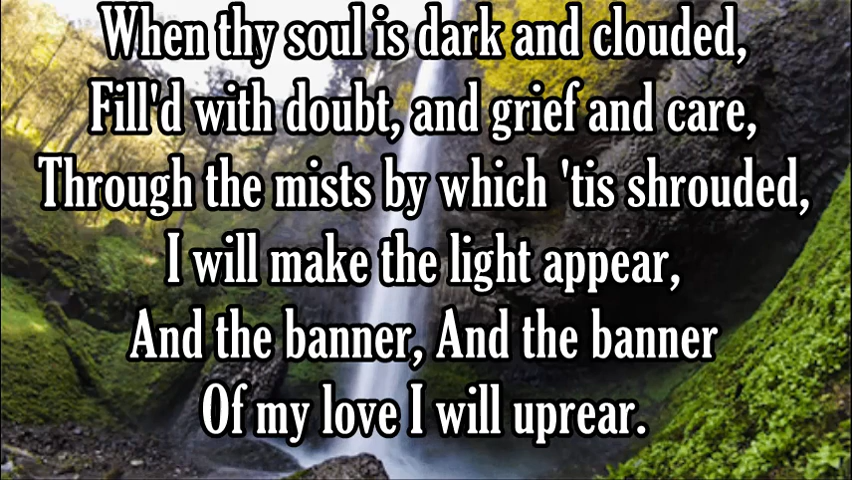 When thy soul is dark and clouded,
Fill'd with doubt, and grief and care,
Through the mists by which 'tis shrouded,
I will make the light appear,
And the banner, And the banner
Of my love I will uprear.